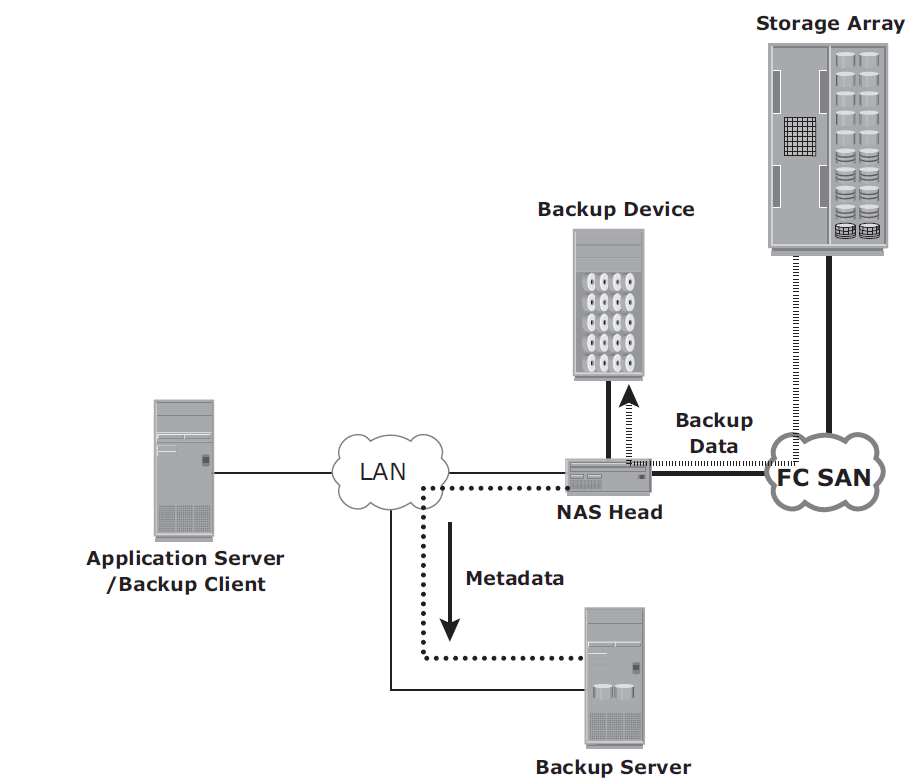 Storage Array
Backup Device
Backup
Data
LAN
FC SAN
NAS Head
Application Server
/Backup Client
Metadata
Backup Server